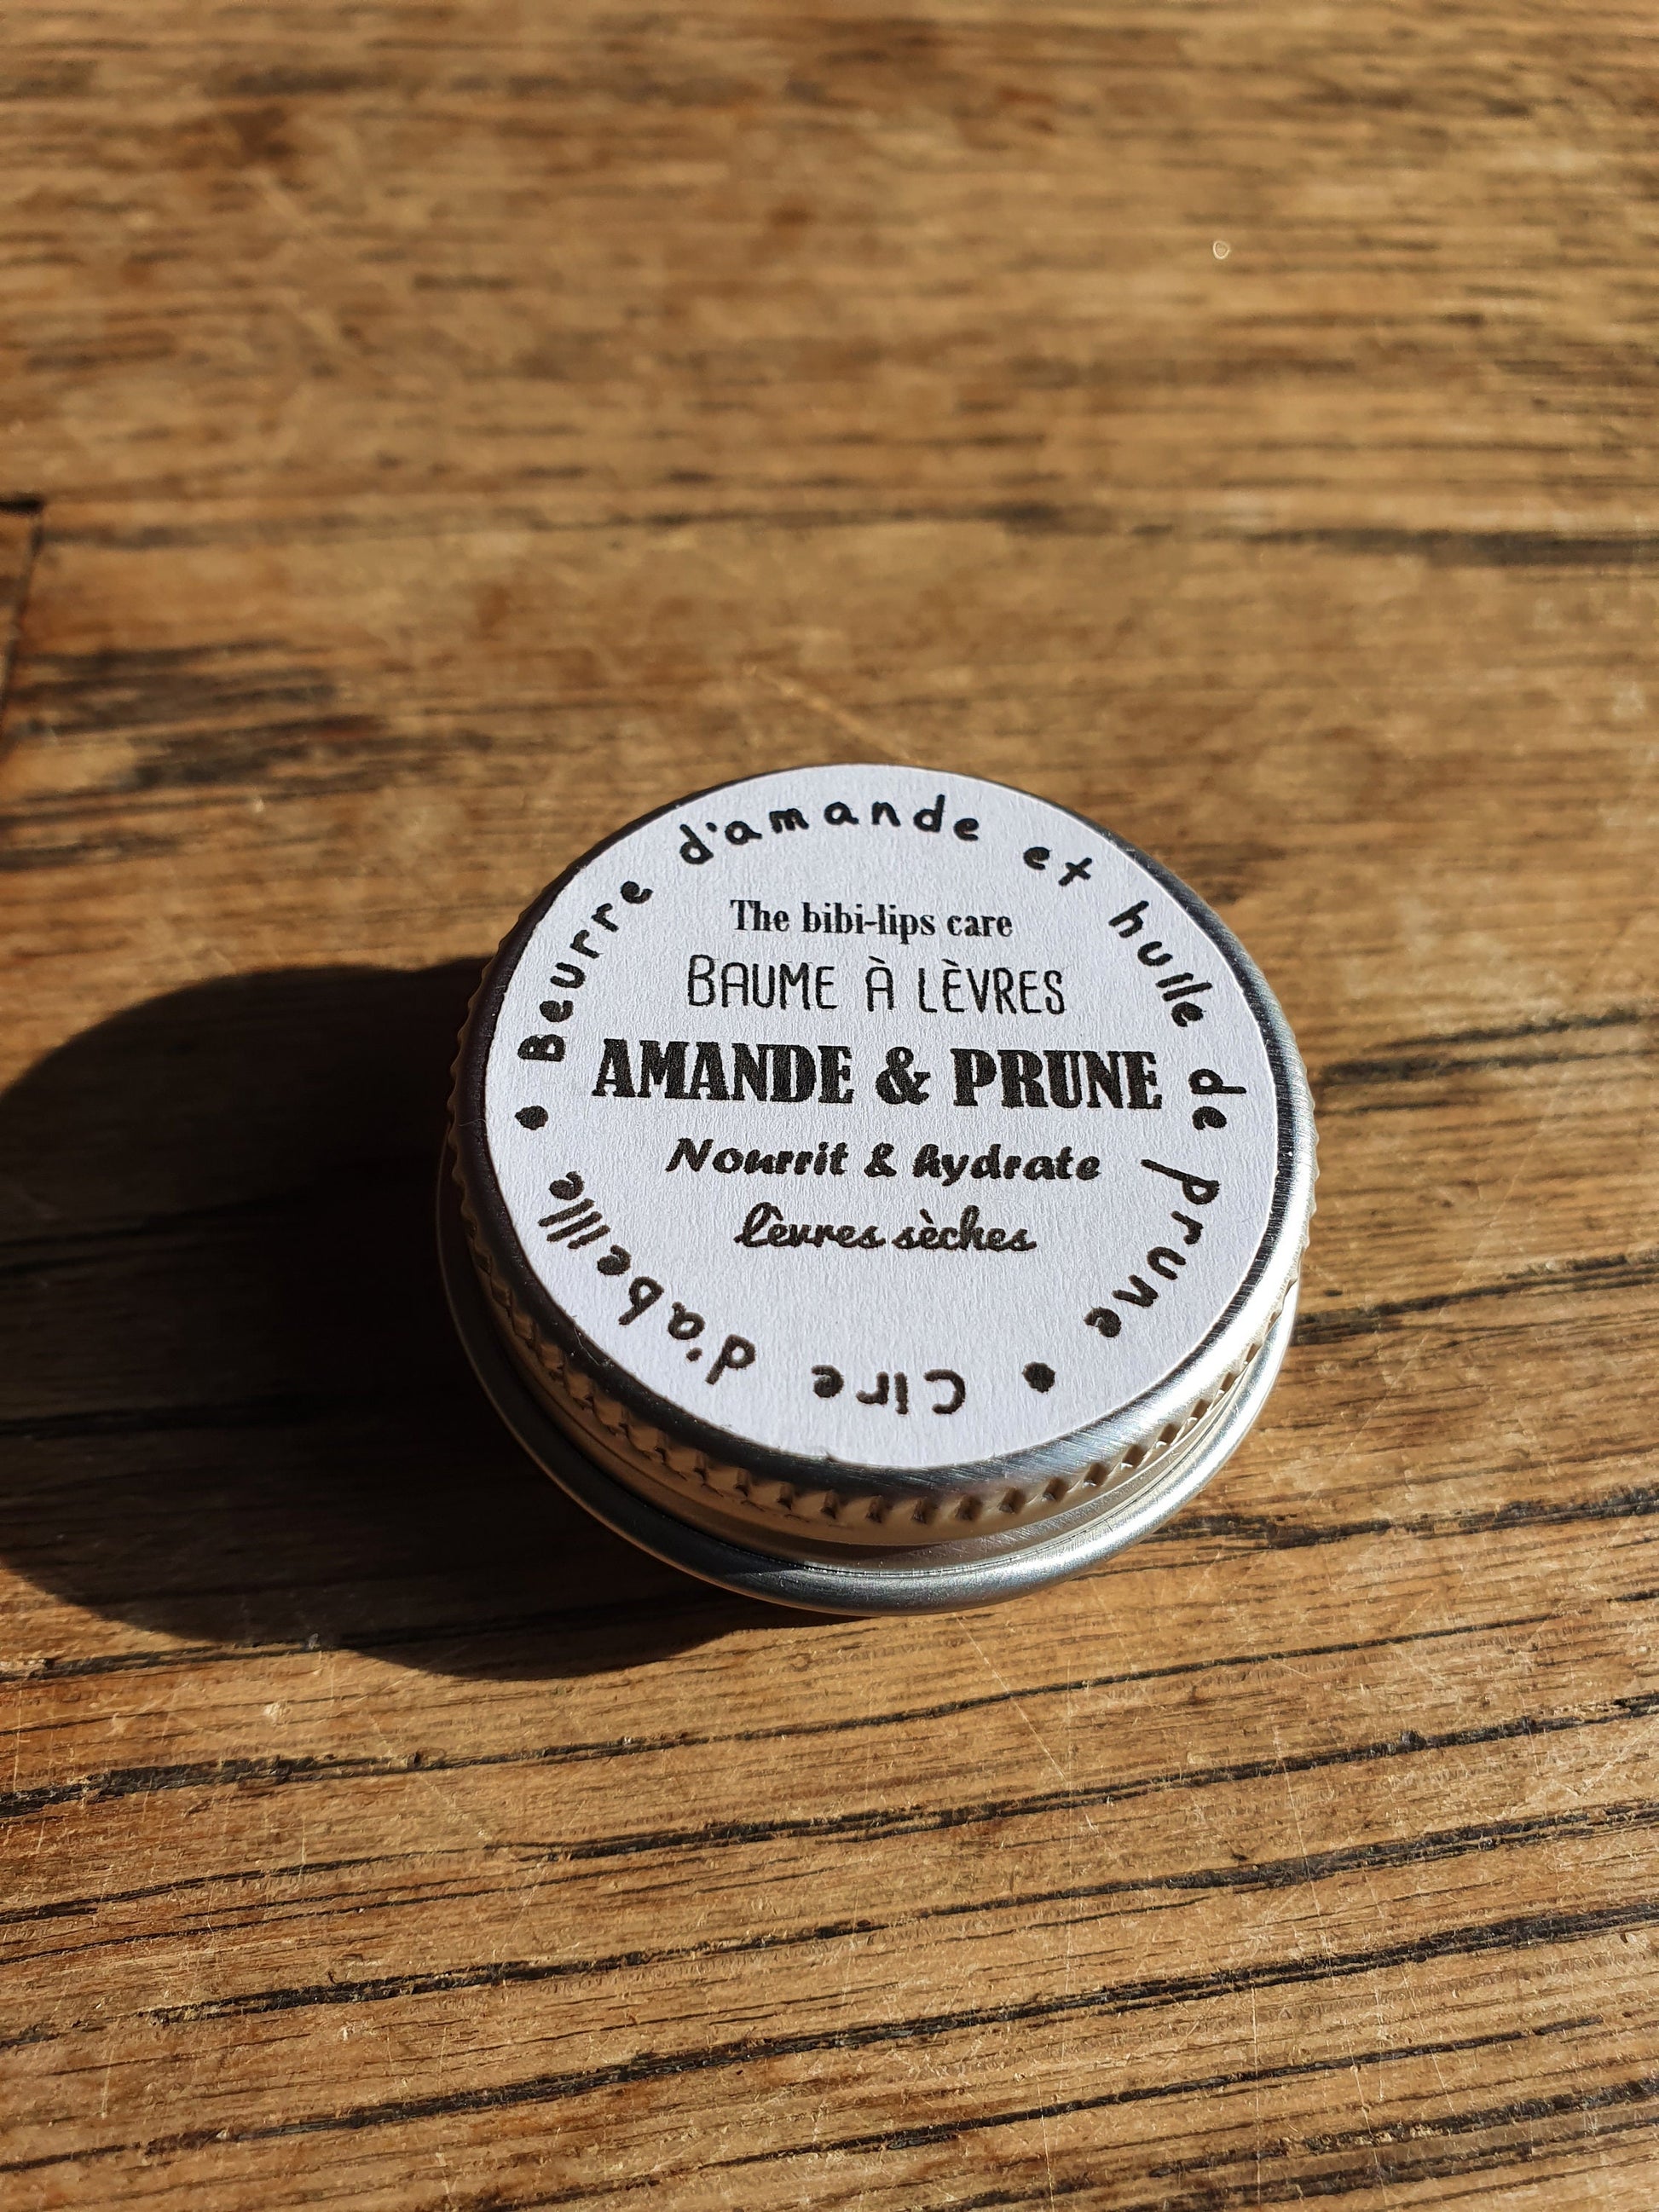 The bibi-lips care
BAUME À LÈVRES
AMANDE & PRUNE
Nourrit & hydrate
lèvres sèches
• Beurre d'amande et huile de prune • Cire d'abeille